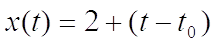 x(t) = 2 + (t − t₀)